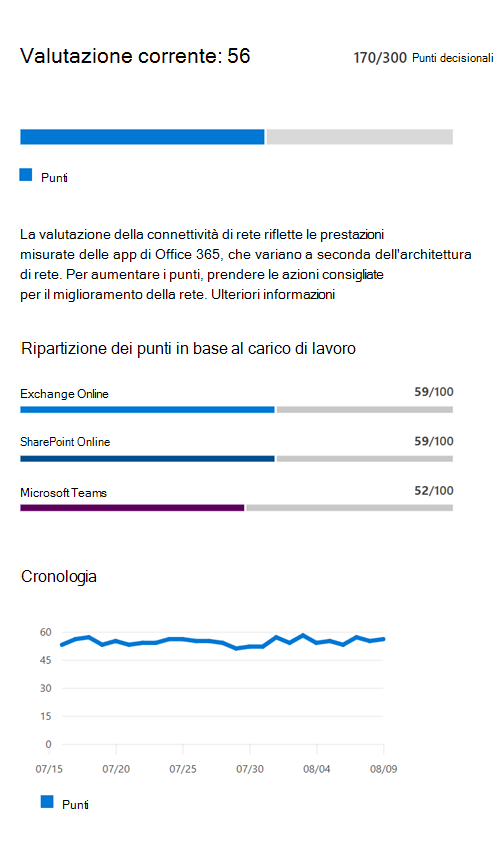 Valutazione corrente: 56
170/300 Punti decisionali
Punti
La valutazione della connettività di rete riflette le prestazioni
misurate delle app di Office 365, che variano a seconda dell'architettura
di rete. Per aumentare i punti, prendere le azioni consigliate
per il miglioramento della rete. Ulteriori informazioni
Ripartizione dei punti in base al carico di lavoro
Exchange Online 59/100
SharePoint Online 59/100
Microsoft Teams 52/100
Cronologia
60
45
30
15
0
07/15 07/20 07/25 07/30 08/04 08/09
Punti